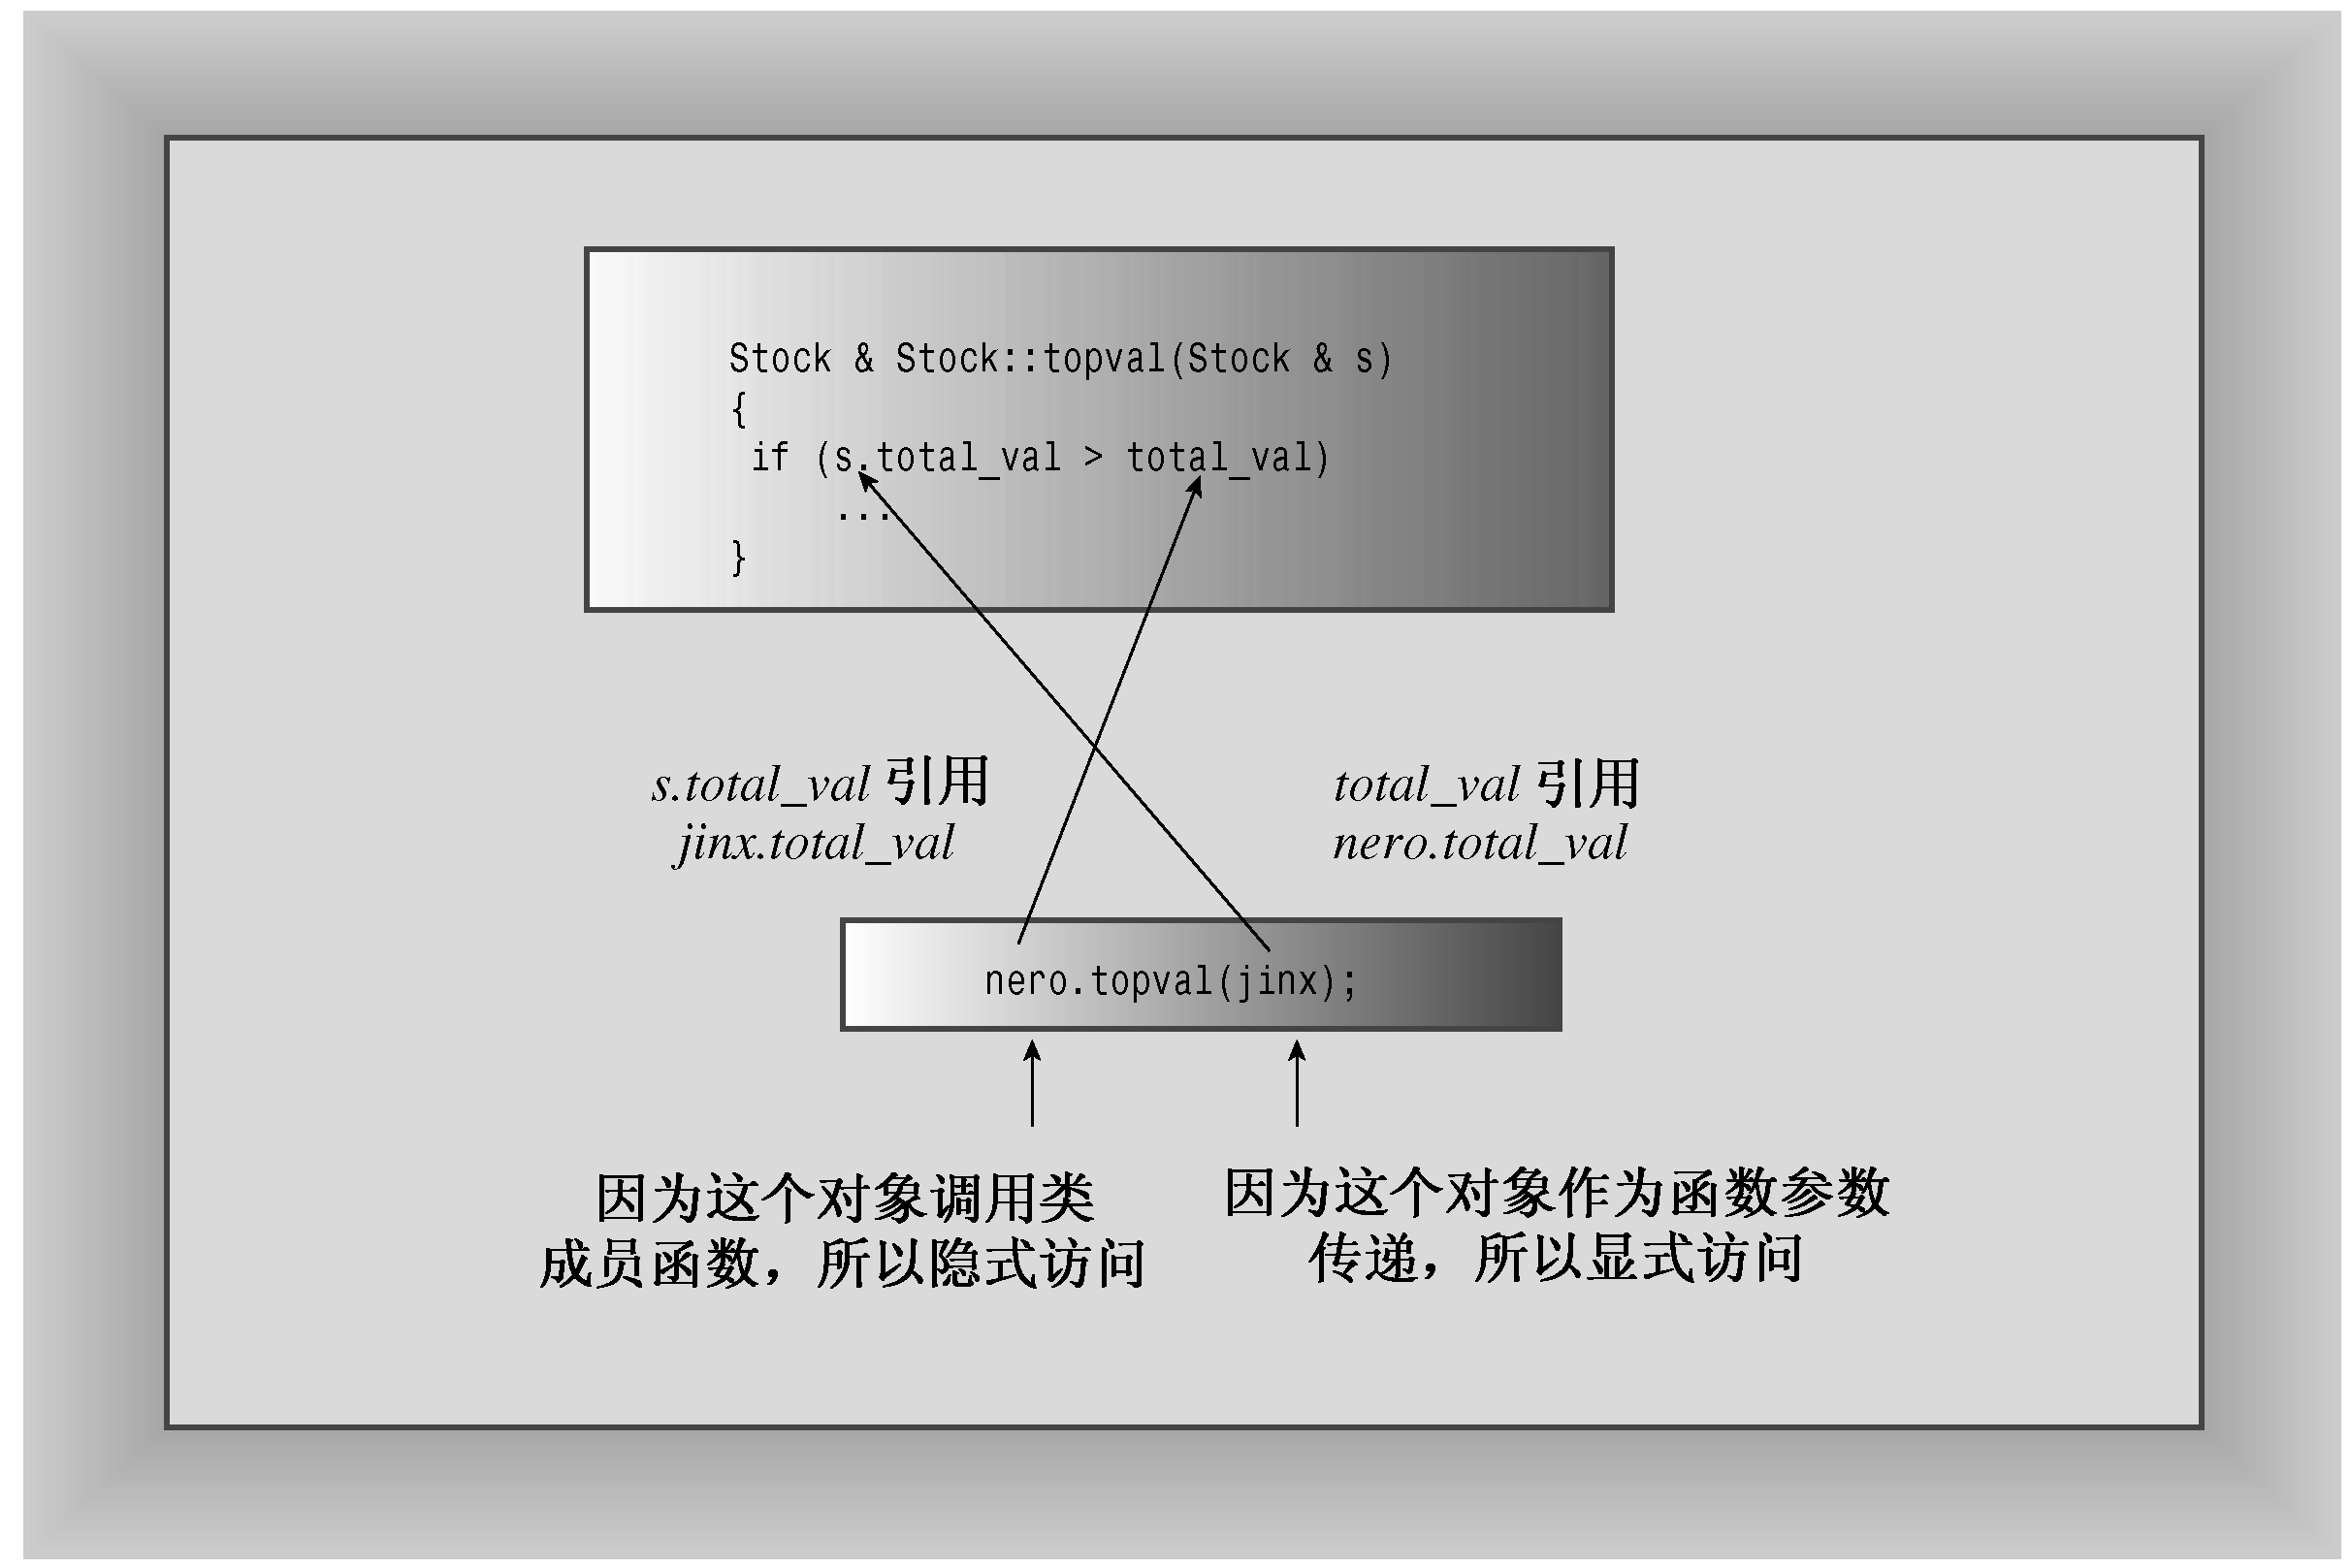 Stock & Stock::topval(Stock & s)
{
if (s.total_val > total_val)
...
}
s.total_val 引用
jinx.total_val
total_val 引用
nero.total_val
nero.topval(jinx);
因为这个对象调用类
成员函数，所以隐式访问
因为这个对象作为函数参数
传递，所以显式访问